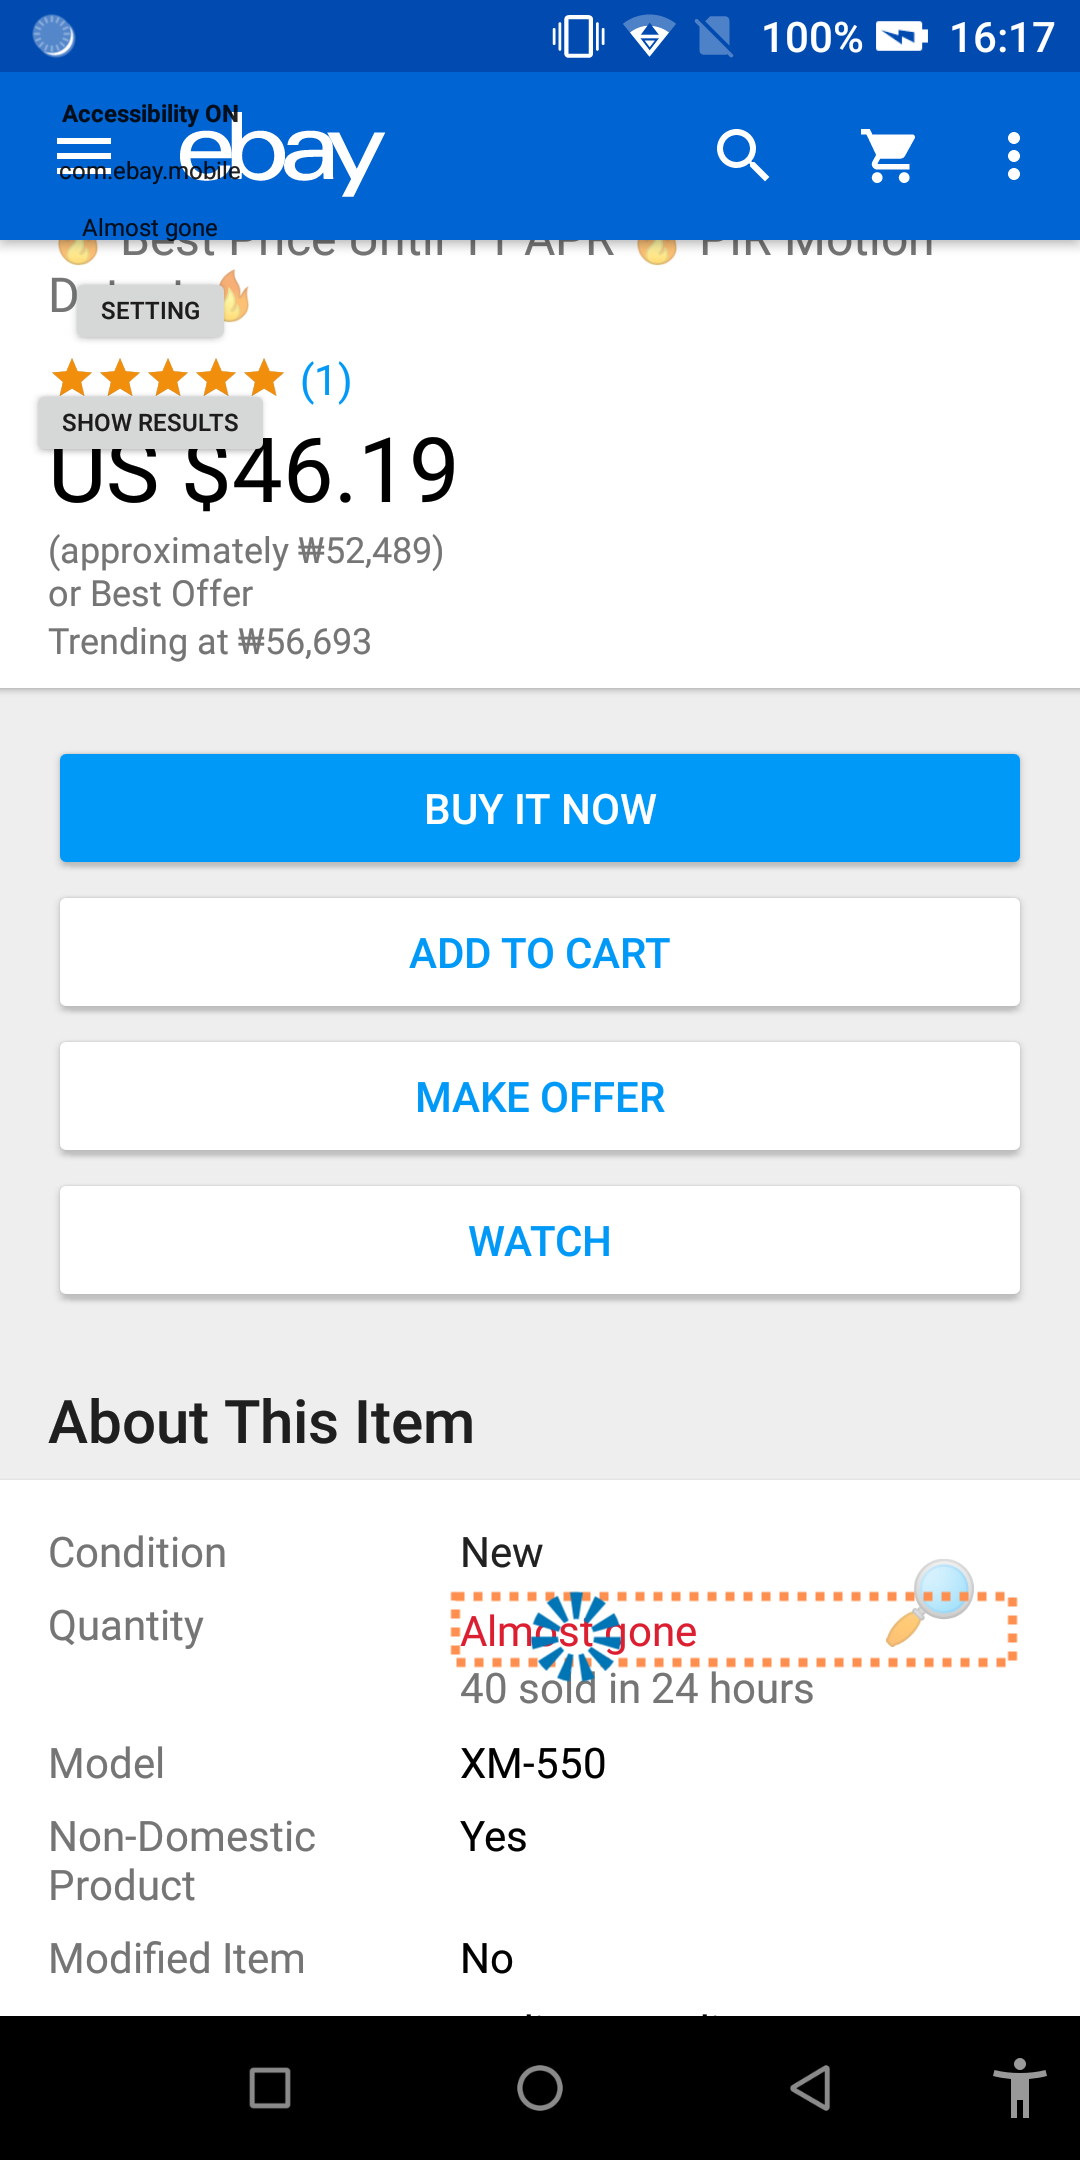 100% 16:17
Accessibility ON
ebay
com.ebay.mobile
Almost gone
🔥 Best Price Until 11 APR 🔥 PIR Motion
SETTING
(1)
SHOW RESULTS
US $46.19
(approximately ₩52,489)
or Best Offer
Trending at ₩56,693
BUY IT NOW
ADD TO CART
MAKE OFFER
WATCH
About This Item
Condition New
Quantity Almost gone
40 sold in 24 hours
Model XM-550
Non-Domestic Product Yes
Modified Item No